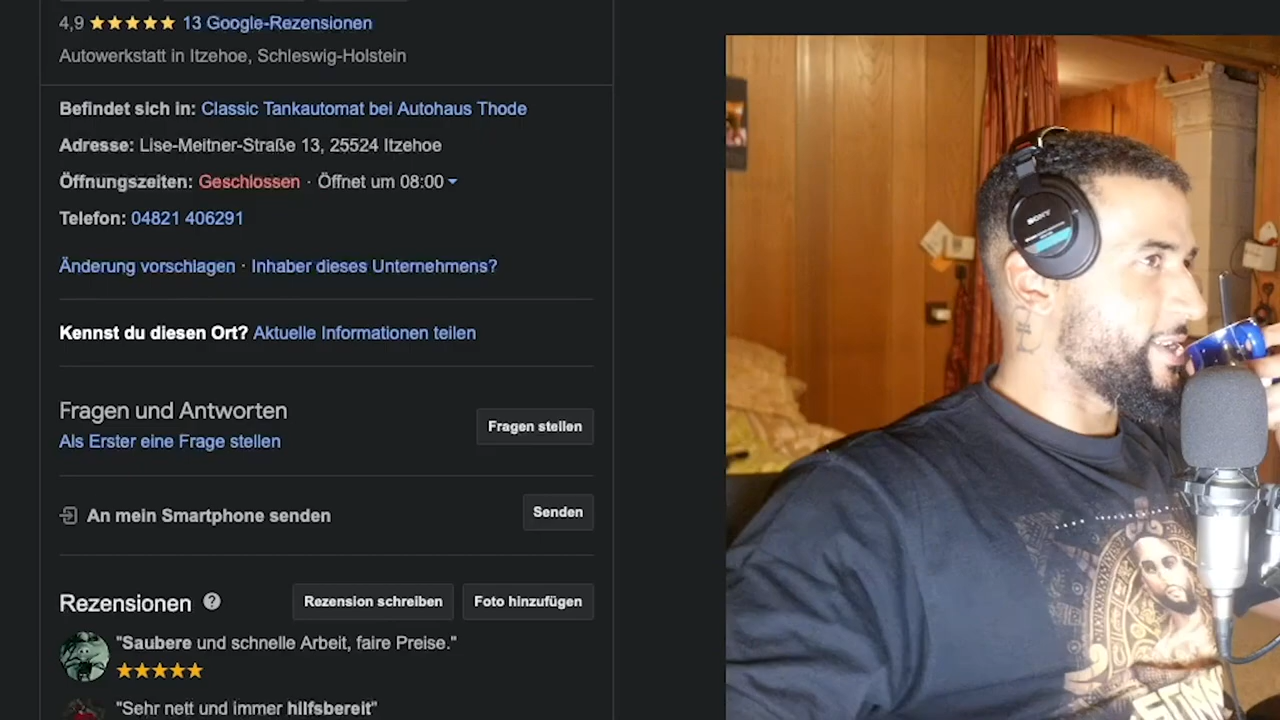 4,9 ★★★★★ 13 Google-Rezensionen
Autowerkstatt in Itzehoe, Schleswig-Holstein
Befindet sich in: Classic Tankautomat bei Autohaus Thode
Adresse: Lise-Meitner-Straße 13, 25524 Itzehoe
Öffnungszeiten: Geschlossen · Öffnet um 08:00
Telefon: 04821 406291
Änderung vorschlagen · Inhaber dieses Unternehmens?
Kennst du diesen Ort? Aktuelle Informationen teilen
Fragen und Antworten
Als Erster eine Frage stellen
Fragen stellen
An mein Smartphone senden
Senden
Rezensionen
Rezension schreiben
Foto hinzufügen
"Saubere und schnelle Arbeit, faire Preise."
★★★★★
"Sehr nett und immer hilfsbereit"
SONY